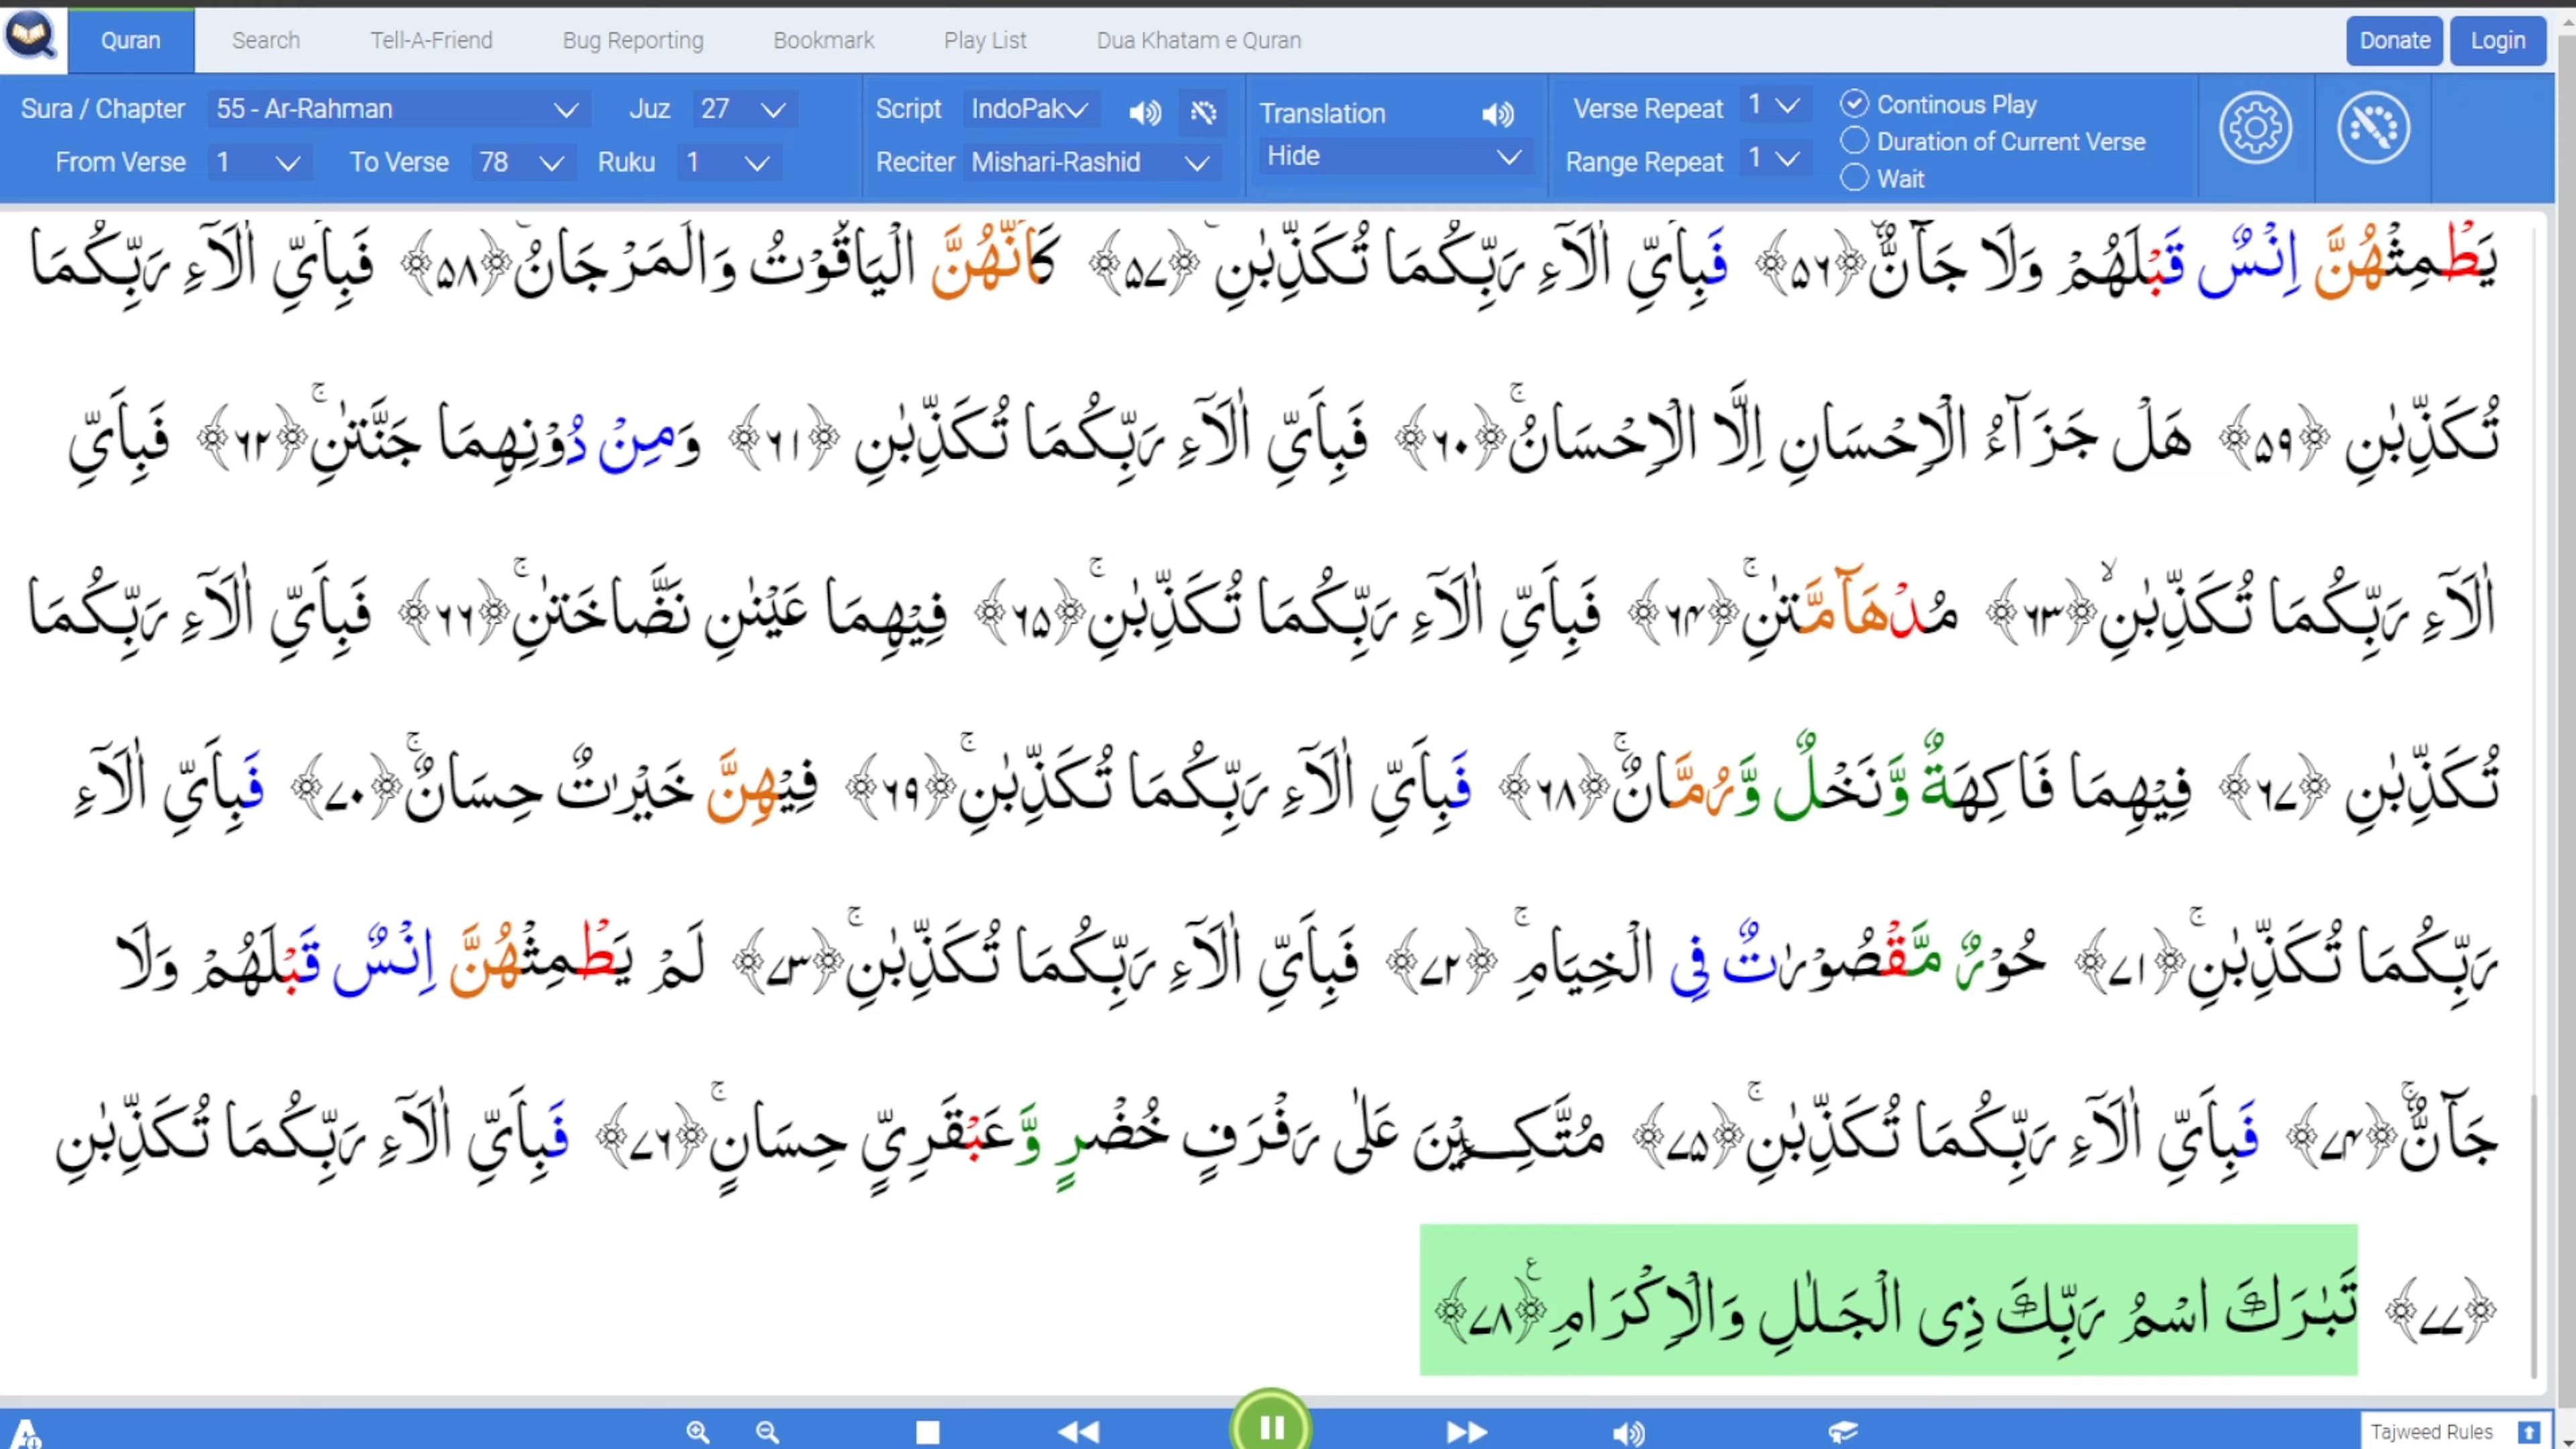 Quran Search Tell-A-Friend Bug Reporting Bookmark Play List Dua Khatam e Quran Donate Login
Sura / Chapter 55 - Ar-Rahman Juz 27 Script IndoPak Translation Verse Repeat 1 Continous Play
Duration of Current Verse
From Verse 1 To Verse 78 Ruku 1 Reciter Mishari-Rashid Hide Range Repeat 1 Wait
يَطْمِثْهُنَّ اِنْسٌ قَبْلَهُمْ وَلَا جَآنٌّ ﴿۵۶﴾ فَبِاَىِّ اٰلَآءِ رَبِّكُمَا تُكَذِّبٰنِ ﴿۵۷﴾ كَاَنَّهُنَّ الْيَاقُوْتُ وَالْمَرْجَانُ ﴿۵۸﴾ فَبِاَىِّ اٰلَآءِ رَبِّكُمَا
تُكَذِّبٰنِ ﴿۵۹﴾ هَلْ جَزَآءُ الْاِحْسَانِ اِلَّا الْاِحْسَانُۚ ﴿۶۰﴾ فَبِاَىِّ اٰلَآءِ رَبِّكُمَا تُكَذِّبٰنِ ﴿۶۱﴾ وَمِنْ دُوْنِهِمَا جَنَّتٰنِۚ ﴿۶۲﴾ فَبِاَىِّ
اٰلَآءِ رَبِّكُمَا تُكَذِّبٰنِۙ ﴿۶۳﴾ مُدْهَآمَّتٰنِۚ ﴿۶۴﴾ فَبِاَىِّ اٰلَآءِ رَبِّكُمَا تُكَذِّبٰنِۚ ﴿۶۵﴾ فِيْهِمَا عَيْنٰنِ نَضَّاخَتٰنِۚ ﴿۶۶﴾ فَبِاَىِّ اٰلَآءِ رَبِّكُمَا
تُكَذِّبٰنِ ﴿۶۷﴾ فِيْهِمَا فَاكِهَةٌ وَّنَخْلٌ وَّرُمَّانٌۚ ﴿۶۸﴾ فَبِاَىِّ اٰلَآءِ رَبِّكُمَا تُكَذِّبٰنِۚ ﴿۶۹﴾ فِيْهِنَّ خَيْرٰتٌ حِسَانٌۚ ﴿۷۰﴾ فَبِاَىِّ اٰلَآءِ
رَبِّكُمَا تُكَذِّبٰنِۚ ﴿۷۱﴾ حُوْرٌ مَّقْصُوْرٰتٌ فِى الْخِيَامِۚ ﴿۷۲﴾ فَبِاَىِّ اٰلَآءِ رَبِّكُمَا تُكَذِّبٰنِۚ ﴿۷۳﴾ لَمْ يَطْمِثْهُنَّ اِنْسٌ قَبْلَهُمْ وَلَا
جَآنٌّۚ ﴿۷۴﴾ فَبِاَىِّ اٰلَآءِ رَبِّكُمَا تُكَذِّبٰنِۚ ﴿۷۵﴾ مُتَّكِـِٕيْنَ عَلٰى رَفْرَفٍ خُضْرٍ وَّعَبْقَرِىٍّ حِسَانٍۚ ﴿۷۶﴾ فَبِاَىِّ اٰلَآءِ رَبِّكُمَا تُكَذِّبٰنِ
﴿۷۷﴾ تَبٰرَكَ اسْمُ رَبِّكَ ذِى الْجَلٰلِ وَالْاِكْرَامِ ﴿۷۸﴾
Tajweed Rules